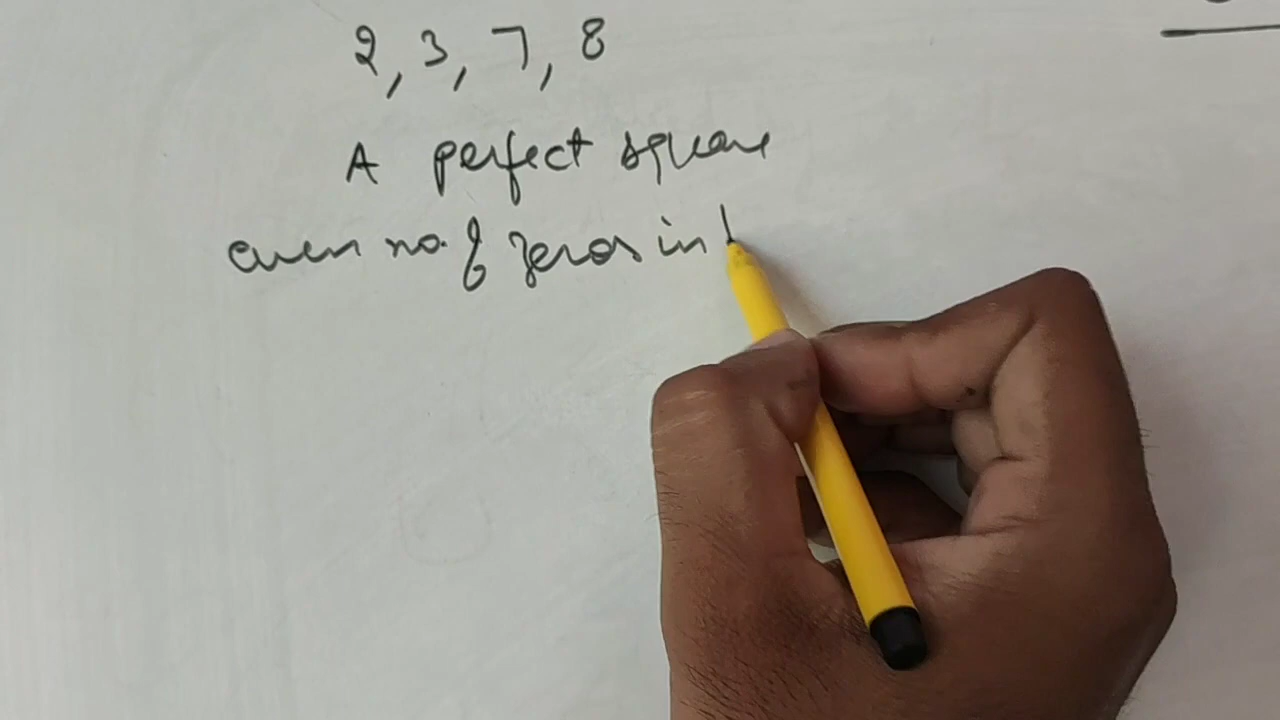 2, 3, 7, 8
A perfect square
even no. of zeros in